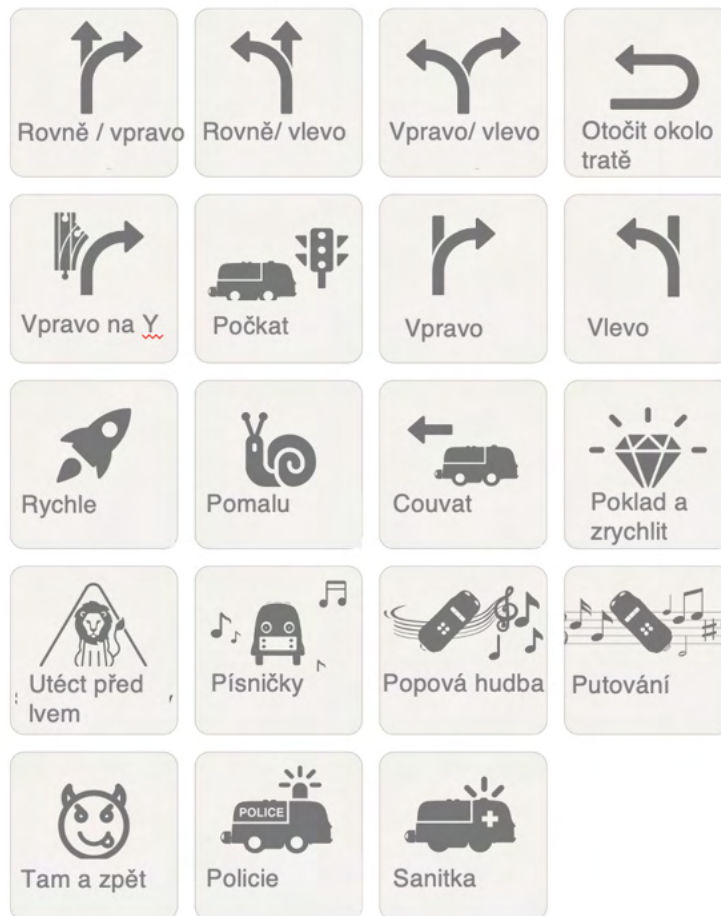 Rovně / vpravo
Rovně/ vlevo
Vpravo/ vlevo
Otočit okolo
tratě
Vpravo na Y
Počkat
Vpravo
Vlevo
Rychle
Pomalu
Couvat
Poklad a
zrychlit
Utéct před
lvem
Písničky
Popová hudba
Putování
Tam a zpět
POLICE
Policie
Sanitka